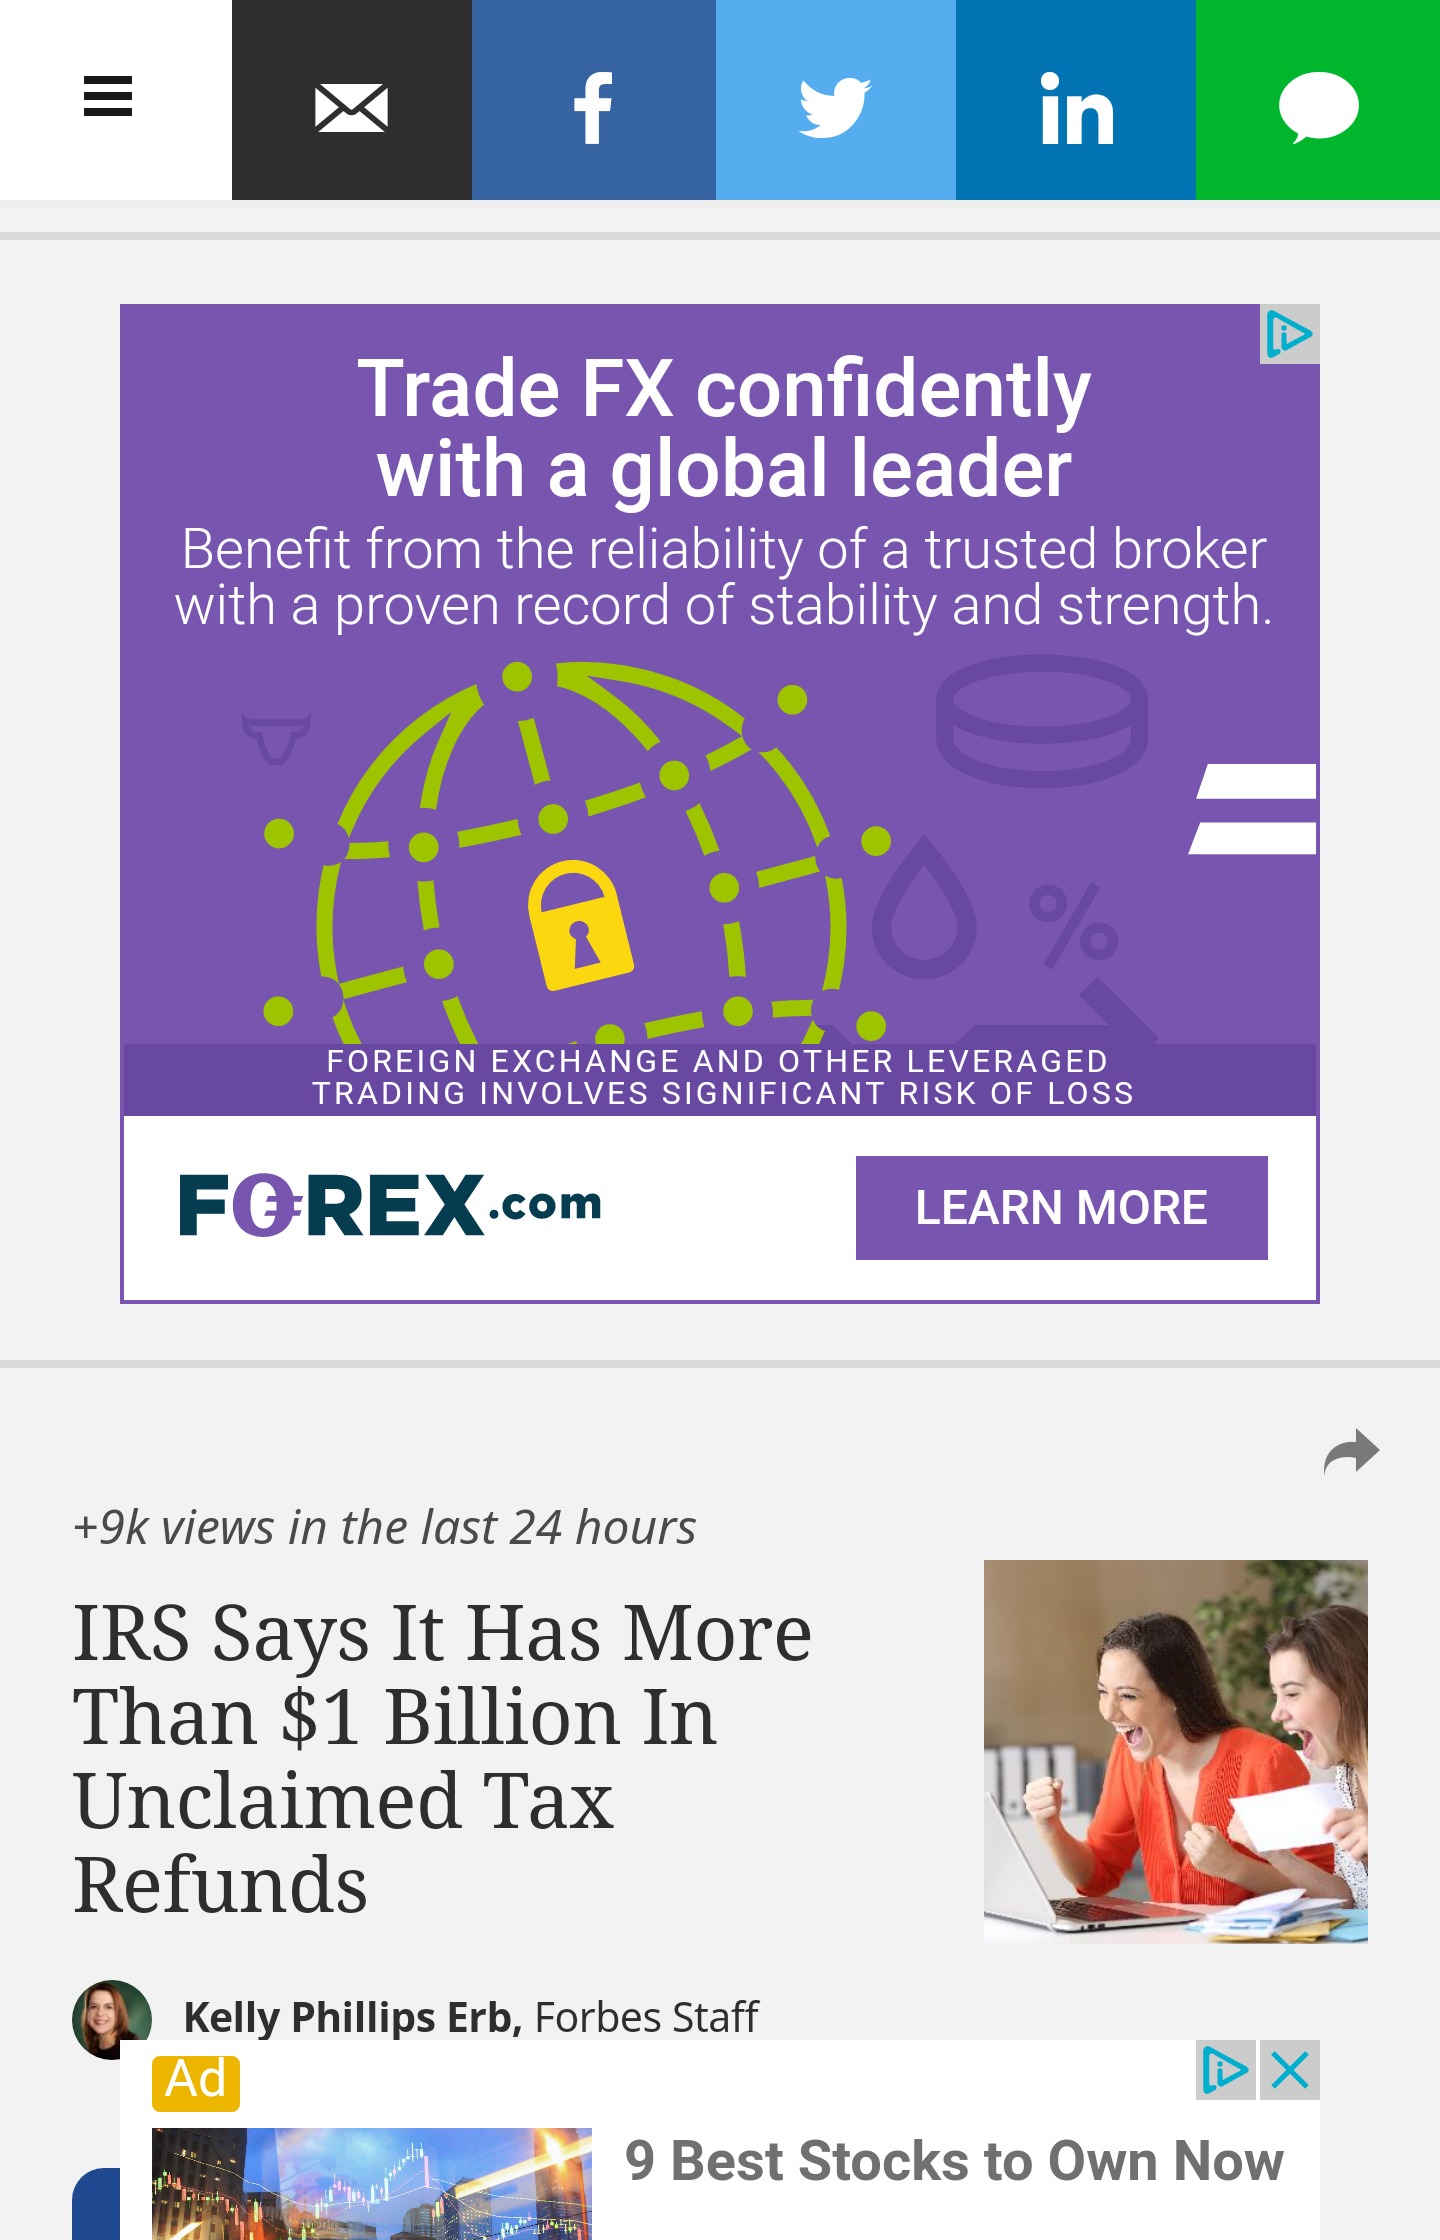 Trade FX confidently
with a global leader
Benefit from the reliability of a trusted broker
with a proven record of stability and strength.
FOREIGN EXCHANGE AND OTHER LEVERAGED
TRADING INVOLVES SIGNIFICANT RISK OF LOSS
FOREX.com
LEARN MORE
+9k views in the last 24 hours
IRS Says It Has More
Than $1 Billion In
Unclaimed Tax
Refunds
Kelly Phillips Erb, Forbes Staff
Ad
9 Best Stocks to Own Now